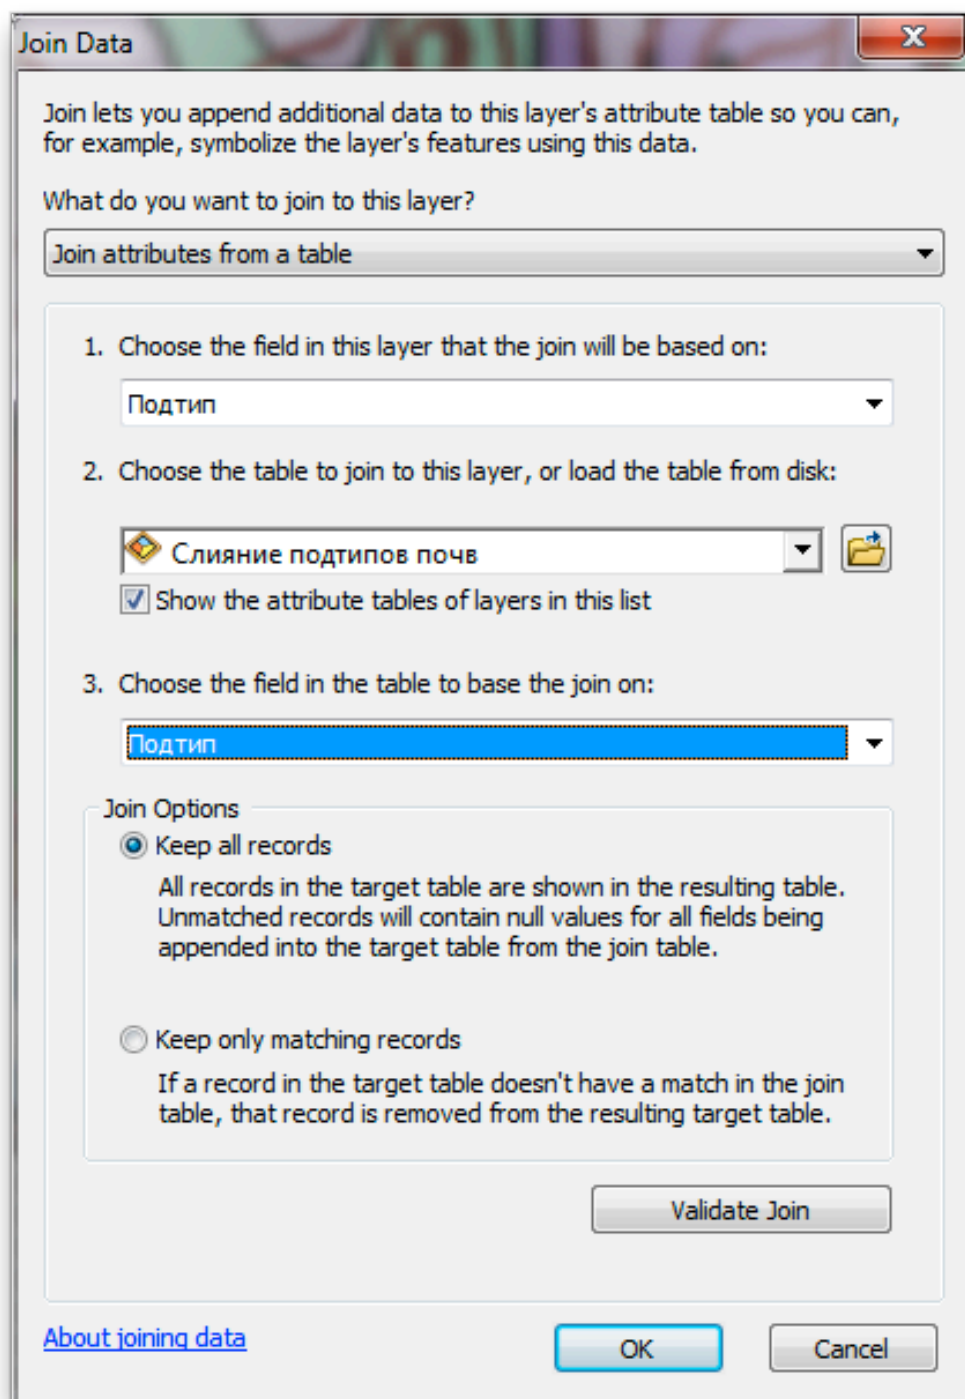 Join Data
Join lets you append additional data to this layer's attribute table so you can,
for example, symbolize the layer's features using this data.
What do you want to join to this layer?
Join attributes from a table
1. Choose the field in this layer that the join will be based on:
Подтип
2. Choose the table to join to this layer, or load the table from disk:
Слияние подтипов почв
Show the attribute tables of layers in this list
3. Choose the field in the table to base the join on:
Подтип
Join Options
Keep all records
All records in the target table are shown in the resulting table.
Unmatched records will contain null values for all fields being
appended into the target table from the join table.
Keep only matching records
If a record in the target table doesn't have a match in the join
table, that record is removed from the resulting target table.
Validate Join
About joining data
OK
Cancel